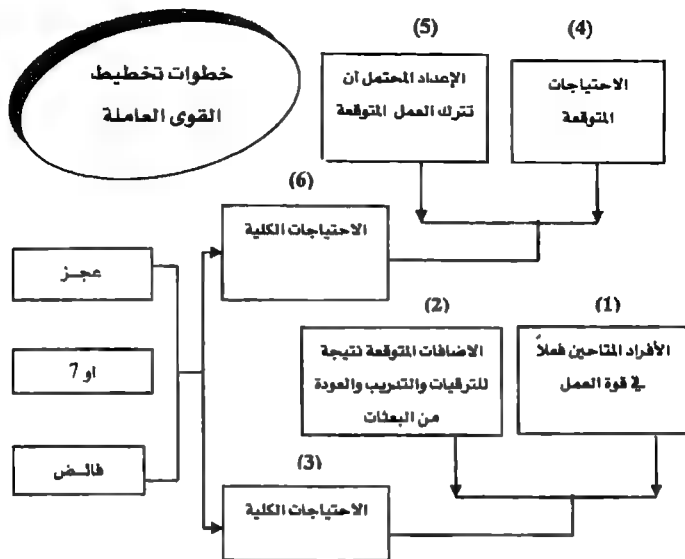 خطوات تخطيط
القوى العاملة
(5)
(4)
الإعداد المحتمل أن
تترك العمل المتوقعة
الاحتياجات
المتوقعة
(6)
الاحتياجات الكلية
عجـز
او 7
فائـض
(2)
(1)
الاضافات المتوقعة نتيجة
للترقيات والتدريب والعودة
من البعثات
الأفراد المتاحين فعلاً
في قوة العمل
(3)
الاحتياجات الكلية